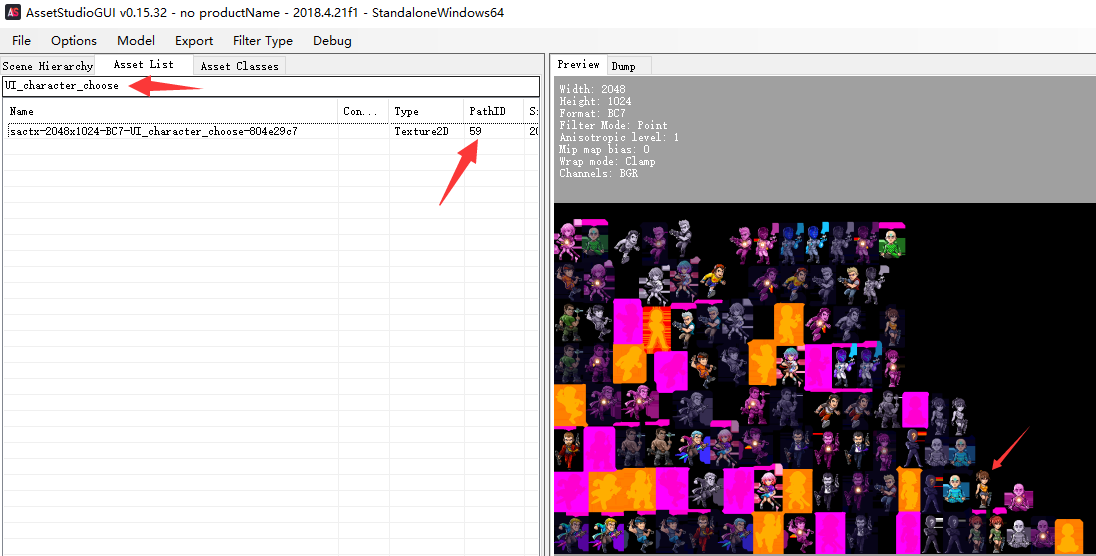 AssetStudioGUI v0.15.32 - no productName - 2018.4.21f1 - StandaloneWindows64
File Options Model Export Filter Type Debug
Scene Hierarchy Asset List Asset Classes
UI_character_choose
Name Con... Type PathID S
sactx-2048x1024-BC7-UI_character_choose-804e29c7 Texture2D 59 20
Preview Dump
Width: 2048
Height: 1024
Format: BC7
Filter Mode: Point
Anisotropic level: 1
Mip map bias: 0
Wrap mode: Clamp
Channels: BGR